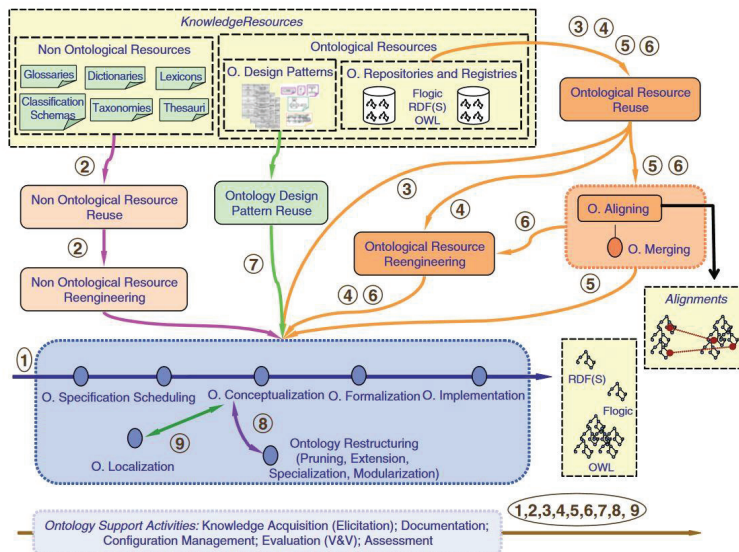 KnowledgeResources
Non Ontological Resources
Glossaries
Dictionaries
Lexicons
Classification
Schemas
Taxonomies
Thesauri
Ontological Resources
O. Design Patterns
O. Repositories and Registries
Flogic
RDF(S)
OWL
3 4
5 6
Ontological Resource
Reuse
2
3
4
5 6
Non Ontological Resource
Reuse
Ontology Design
Pattern Reuse
O. Aligning
O. Merging
6
2
7
Ontological Resource
Reengineering
Non Ontological Resource
Reengineering
4 6
5
Alignments
1
O. Specification
Scheduling
O. Conceptualization
O. Formalization
O. Implementation
RDF(S)
Flogic
OWL
9
8
O. Localization
Ontology Restructuring
(Pruning, Extension,
Specialization, Modularization)
1,2,3,4,5,6,7,8, 9
Ontology Support Activities: Knowledge Acquisition (Elicitation); Documentation;
Configuration Management; Evaluation (V&V); Assessment